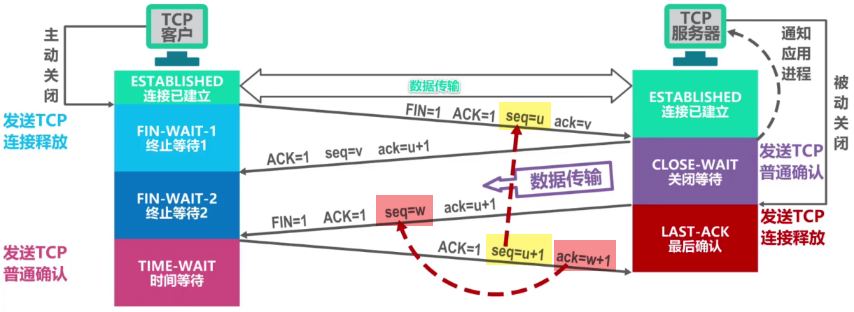 TCP
客户
TCP
服务器
主动关闭
通知
应用
进程
被动关闭
ESTABLISHED
连接已建立
数据传输
ESTABLISHED
连接已建立
FIN=1 ACK=1 seq=u ack=v
发送TCP
连接释放
FIN-WAIT-1
终止等待1
ACK=1 seq=v ack=u+1
CLOSE-WAIT
关闭等待
发送TCP
普通确认
数据传输
FIN-WAIT-2
终止等待2
FIN=1 ACK=1 seq=w ack=u+1
LAST-ACK
最后确认
发送TCP
连接释放
发送TCP
普通确认
TIME-WAIT
时间等待
ACK=1 seq=u+1 ack=w+1